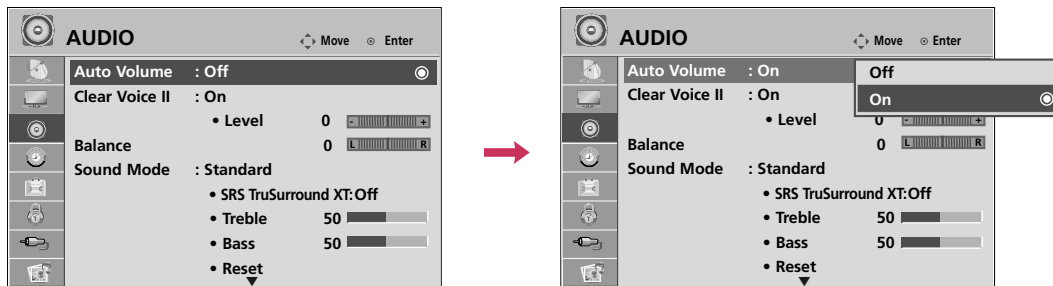 AUDIO Move Enter
Auto Volume : Off
Clear Voice II : On
• Level 0 - +
Balance 0 L R
Sound Mode : Standard
• SRS TruSurround XT: Off
• Treble 50
• Bass 50
• Reset
AUDIO Move Enter
Auto Volume : On
Clear Voice II : On
• Level 0 - +
Balance 0 L R
Sound Mode : Standard
• SRS TruSurround XT: Off
• Treble 50
• Bass 50
• Reset
Off
On